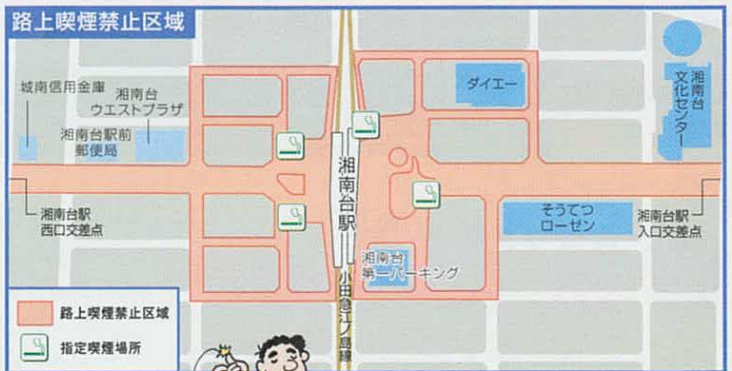 路上喫煙禁止区域
城南信用金庫
湘南台
ウエストプラザ
湘南台駅前
郵便局
ダイエー
湘南台
文化センター
湘南台駅
湘南台駅
西口交差点
そうてつ
ローゼン
湘南台駅
入口交差点
湘南台
第一パーキング
小田急江ノ島線
路上喫煙禁止区域
指定喫煙場所